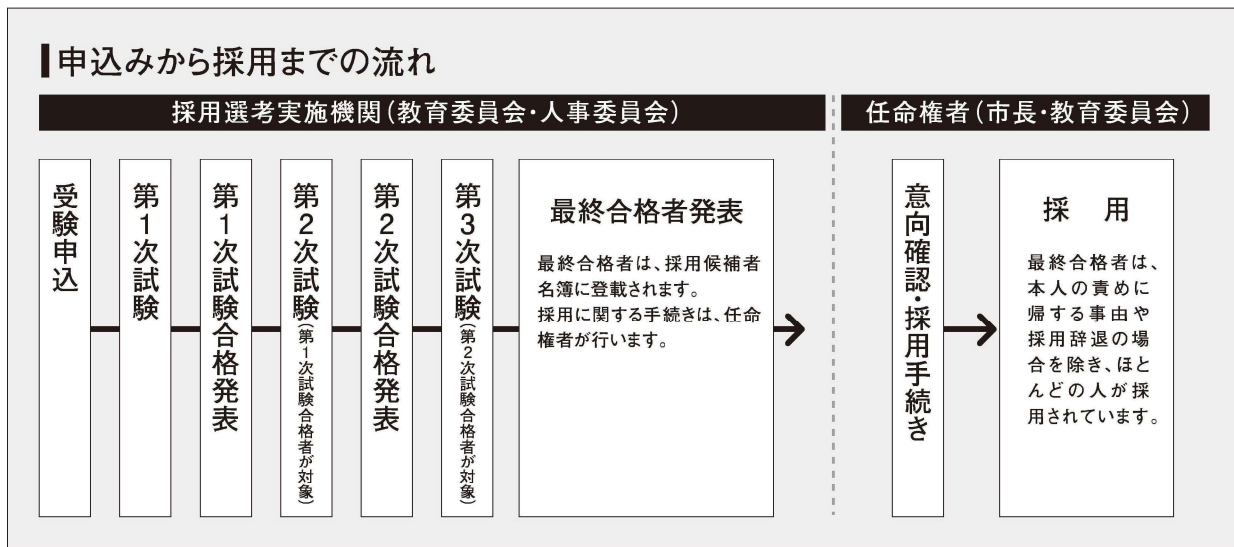 申込みから採用までの流れ
採用選考実施機関(教育委員会・人事委員会)
任命権者(市長・教育委員会)
受験申込
第1次試験
第1次試験合格発表
第2次試験(第1次試験合格者が対象)
第2次試験合格発表
第3次試験(第2次試験合格者が対象)
最終合格者発表
最終合格者は、採用候補者
名簿に登載されます。
採用に関する手続きは、任命
権者が行います。
意向確認・採用手続き
採 用
最終合格者は、
本人の責めに
帰する事由や
採用辞退の場
合を除き、ほと
んどの人が採
用されています。